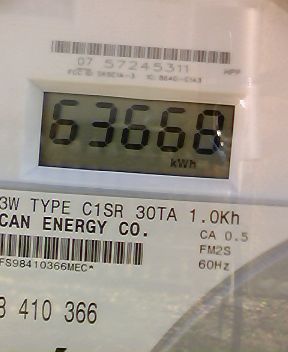 07 57245311
63668
kWh
3W TYPE C1SR 30TA 1.0Kh
CAN ENERGY CO.
CA 0.5
FM2S
60Hz
FS98410366MEC*
410 366